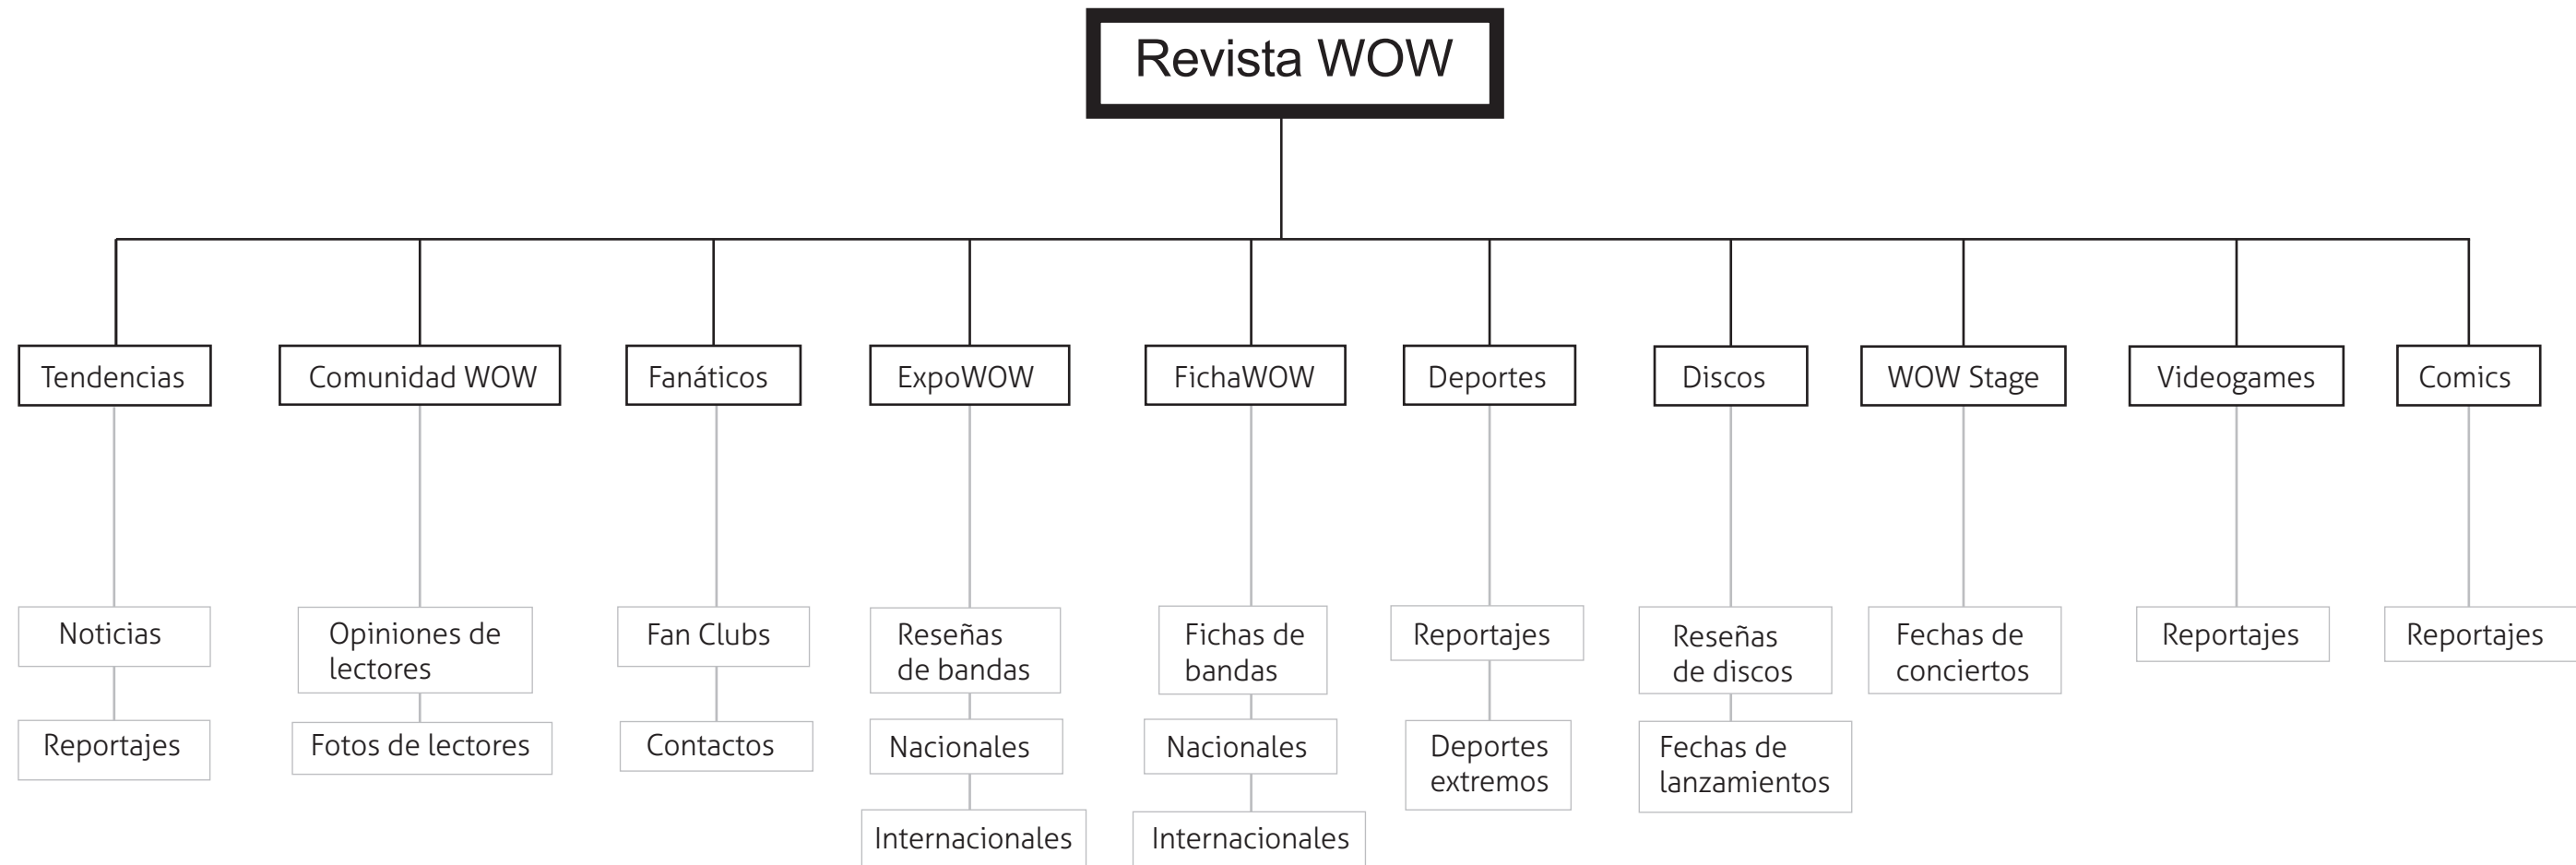 Revista WOW
Tendencias
Comunidad WOW
Fanáticos
ExpoWOW
FichaWOW
Deportes
Discos
WOW Stage
Videogames
Comics
Noticias
Reportajes
Opiniones de
lectores
Fotos de lectores
Fan Clubs
Contactos
Reseñas
de bandas
Nacionales
Internacionales
Fichas de
bandas
Nacionales
Internacionales
Reportajes
Deportes
extremos
Reseñas
de discos
Fechas de
lanzamientos
Fechas de
conciertos
Reportajes
Reportajes